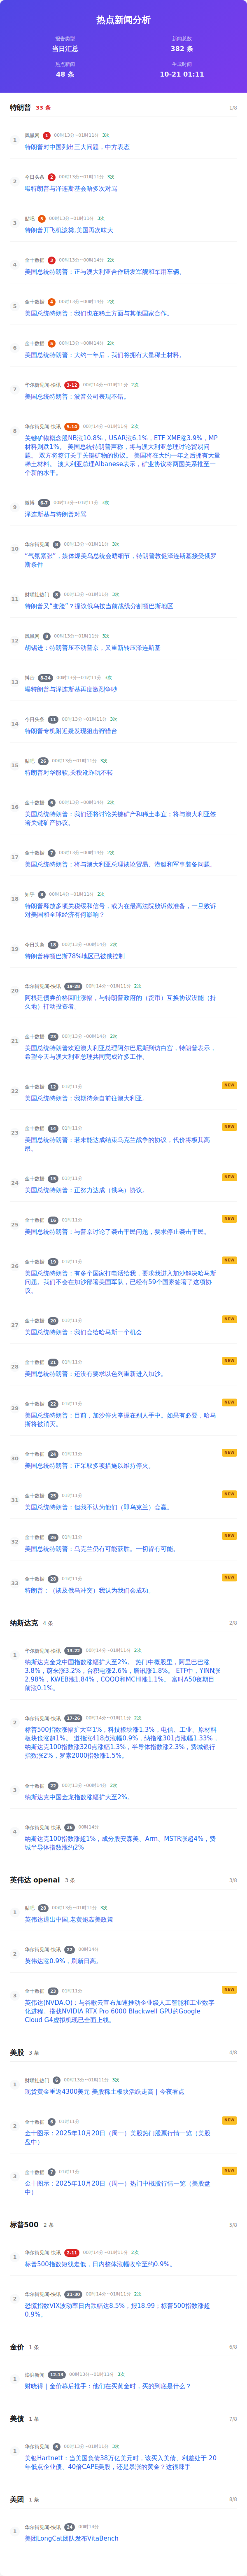 热点新闻分析
报告类型
新闻总数
当日汇总
382 条
热点新闻
生成时间
48 条
10-21 01:11
特朗普 33 条 1/8
1 凤凰网 1 00时13分~01时11分 3次
特朗普对中国列出三大问题，中方表态
2 今日头条 2 00时13分~01时11分 3次
曝特朗普与泽连斯基会晤多次对骂
3 贴吧 3 00时13分~01时11分 3次
特朗普开飞机泼粪,美国再次味大
4 金十数据 3 00时13分~00时14分 2次
美国总统特朗普：正与澳大利亚合作研发军舰和军用车辆。
5 金十数据 4 00时13分~00时14分 2次
美国总统特朗普：我们也在稀土方面与其他国家合作。
6 金十数据 5 00时13分~00时14分 2次
美国总统特朗普：大约一年后，我们将拥有大量稀土材料。
7 华尔街见闻-快讯 3-12 00时14分~01时11分 2次
美国总统特朗普：波音公司表现不错。
8 华尔街见闻-快讯 5-14 00时14分~01时11分 2次
关键矿物概念股NB涨10.8%，USAR涨6.1%，ETF XME涨3.9%，MP
材料则跌1%。 美国总统特朗普声称，将与澳大利亚总理讨论贸易问
题。 双方将签订关于关键矿物的协议。 美国将在大约一年之后拥有大量
稀土材料。 澳大利亚总理Albanese表示，矿业协议将两国关系推至一
个新的水平。
9 微博 6-7 00时13分~01时11分 3次
泽连斯基与特朗普对骂
10 华尔街见闻 8 00时13分~01时11分 3次
“气氛紧张”，媒体爆美乌总统会晤细节，特朗普敦促泽连斯基接受俄罗
斯条件
11 财联社热门 8 00时13分~01时11分 3次
特朗普又“变脸”？提议俄乌按当前战线分割顿巴斯地区
12 凤凰网 8 00时13分~01时11分 3次
胡锡进：特朗普压不动普京，又重新转压泽连斯基
13 抖音 8-24 00时13分~01时11分 3次
曝特朗普与泽连斯基再度激烈争吵
14 今日头条 11 00时13分~01时11分 3次
特朗普专机附近疑发现狙击狩猎台
15 贴吧 26 00时13分~01时11分 3次
特朗普对华服软,关税讹诈玩不转
16 金十数据 6 00时13分~00时14分 2次
美国总统特朗普：我们还将讨论关键矿产和稀土事宜；将与澳大利亚签
署关键矿产协议。
17 金十数据 7 00时13分~00时14分 2次
美国总统特朗普：将与澳大利亚总理谈论贸易、潜艇和军事装备问题。
18 知乎 8 00时14分~01时11分 2次
特朗普释放多项关税缓和信号，或为在最高法院败诉做准备，一旦败诉
对美国和全球经济有何影响？
19 今日头条 18 00时13分~00时14分 2次
特朗普称顿巴斯78%地区已被俄控制
20 华尔街见闻-快讯 19-28 00时14分~01时11分 2次
阿根廷债券价格回吐涨幅，与特朗普政府的（货币）互换协议没能（持
久地）打动投资者。
21 金十数据 23 00时13分~00时14分 2次
美国总统特朗普欢迎澳大利亚总理阿尔巴尼斯到访白宫，特朗普表示，
希望今天与澳大利亚总理共同完成许多工作。
22 金十数据 12 01时11分 NEW
美国总统特朗普：我期待亲自前往澳大利亚。
23 金十数据 14 01时11分 NEW
美国总统特朗普：若未能达成结束乌克兰战争的协议，代价将极其高
昂。
24 金十数据 15 01时11分 NEW
美国总统特朗普：正努力达成（俄乌）协议。
25 金十数据 16 01时11分 NEW
美国总统特朗普：与普京讨论了袭击平民问题，要求停止袭击平民。
26 金十数据 19 01时11分 NEW
美国总统特朗普：有多个国家打电话给我，要求我进入加沙解决哈马斯
问题。我们不会在加沙部署美国军队，已经有59个国家签署了这项协
议。
27 金十数据 20 01时11分 NEW
美国总统特朗普：我们会给哈马斯一个机会
28 金十数据 21 01时11分 NEW
美国总统特朗普：还没有要求以色列重新进入加沙。
29 金十数据 22 01时11分 NEW
美国总统特朗普：目前，加沙停火掌握在别人手中。如果有必要，哈马
斯将被消灭。
30 金十数据 24 01时11分 NEW
美国总统特朗普：正采取多项措施以维持停火。
31 金十数据 25 01时11分 NEW
美国总统特朗普：但我不认为他们（即乌克兰）会赢。
32 金十数据 26 01时11分 NEW
美国总统特朗普：乌克兰仍有可能获胜。一切皆有可能。
33 金十数据 28 01时11分 NEW
特朗普：（谈及俄乌冲突）我认为我们会成功。
纳斯达克 4 条 2/8
1 华尔街见闻-快讯 13-22 00时14分~01时11分 2次
纳斯达克金龙中国指数涨幅扩大至2%。 热门中概股里，阿里巴巴涨
3.8%，蔚来涨3.2%，台积电涨2.6%，腾讯涨1.8%。 ETF中，YINN涨
2.98%，KWEB涨1.84%，CQQQ和MCHI涨1.1%。 富时A50夜期目
前涨0.1%。
2 华尔街见闻-快讯 17-26 00时14分~01时11分 2次
标普500指数涨幅扩大至1%，科技板块涨1.3%，电信、工业、原材料
板块也涨超1%。 道指涨418点涨幅0.9%，纳指涨301点涨幅1.33%，
纳斯达克100指数涨320点涨幅1.3%，半导体指数涨2.3%，费城银行
指数涨2%，罗素2000指数涨1.5%。
3 金十数据 22 00时13分~00时14分 2次
纳斯达克中国金龙指数涨幅扩大至2%。
4 华尔街见闻-快讯 26 00时14分
纳斯达克100指数涨超1%，成分股安森美、Arm、MSTR涨超4%，费
城半导体指数涨约2%
英伟达 openai 3 条 3/8
1 贴吧 28 00时13分~01时11分 3次
英伟达退出中国,老黄炮轰美政策
2 华尔街见闻-快讯 22 00时14分
英伟达涨0.9%，刷新日高。
3 金十数据 23 01时11分 NEW
英伟达(NVDA.O)：与谷歌云宣布加速推动企业级人工智能和工业数字
化进程。搭载NVIDIA RTX Pro 6000 Blackwell GPU的Google
Cloud G4虚拟机现已全面上线。
美股 3 条 4/8
1 财联社热门 6 00时13分~01时11分 3次
现货黄金重返4300美元 美股稀土板块活跃走高 | 今夜看点
2 金十数据 6 01时11分 NEW
金十图示：2025年10月20日（周一）美股热门股票行情一览（美股
盘中）
3 金十数据 7 01时11分 NEW
金十图示：2025年10月20日（周一）热门中概股行情一览（美股盘
中）
标普500 2 条 5/8
1 华尔街见闻-快讯 2-11 00时14分~01时11分 2次
标普500指数短线走低，日内整体涨幅收窄至约0.9%。
2 华尔街见闻-快讯 21-30 00时14分~01时11分 2次
恐慌指数VIX波动率日内跌幅达8.5%，报18.99；标普500指数涨超
0.9%。
金价 1 条 6/8
1 澎湃新闻 12-13 00时13分~01时11分 3次
财晓得｜金价幕后推手：他们在买黄金时，买的到底是什么？
美债 1 条 7/8
1 华尔街见闻 6 00时13分~01时11分 3次
美银Hartnett：当美国负债38万亿美元时，该买入美债、利差处于 20
年低点企业债、40倍CAPE美股，还是暴涨的黄金？这很棘手
美团 1 条 8/8
1 华尔街见闻-快讯 24 00时14分
美团LongCat团队发布VitaBench